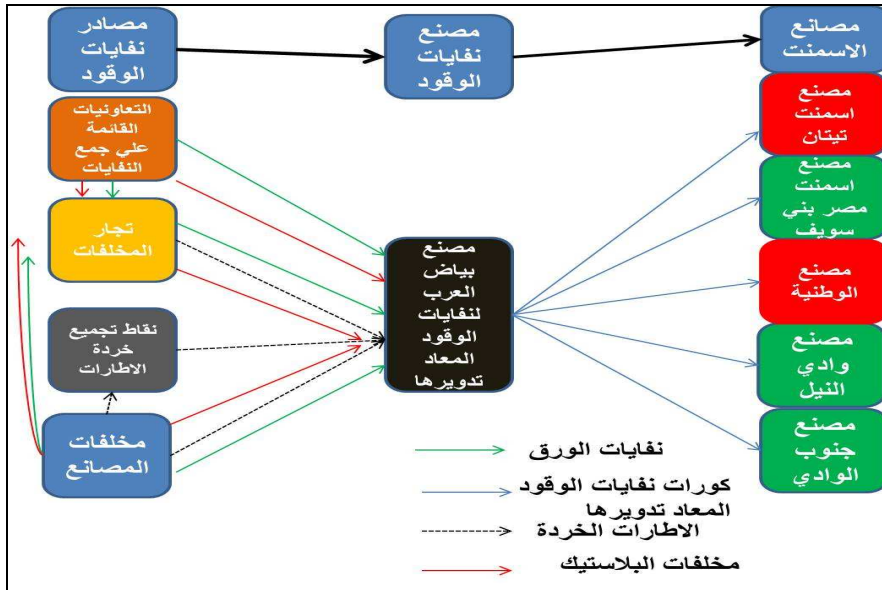 مصادر
نفايات
الوقود
مصنع
نفايات
الوقود
مصانع
الاسمنت
التعاونيات
القائمة
علي جمع
النفايات
تجار
المخلفات
نقاط تجميع
خردة
الاطارات
مخلفات
المصانع
مصنع
بياض
العرب
لنفايات
الوقود
المعاد
تدويرها
مصنع
اسمنت
تيتان
مصنع
اسمنت
مصر بني
سويف
مصنع
الوطنية
مصنع
وادي
النيل
مصنع
جنوب
الوادي
نفايات الورق
كورات نفايات الوقود
المعاد تدويرها
الاطارات الخردة
مخلفات البلاستيك